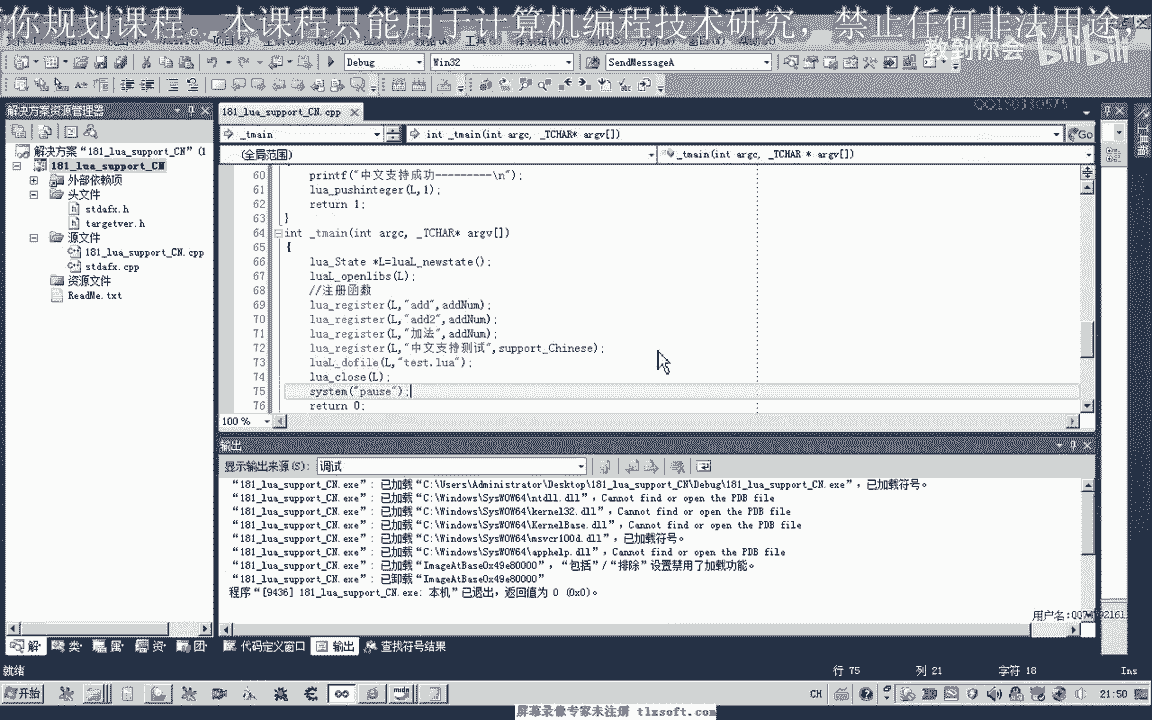 你规划课程。本课程只能用于计算机编程技术研究，禁止任何非法用途，
教到你会 bilibili
Debug
Win32
SendMessageA
解决方案资源管理器
181_lua_support_CN.cpp
_tmain
int _tmain(int argc, _TCHAR* argv[])
Go
(全局范围)
_tmain(int argc, _TCHAR * argv[])
解决方案“181_lua_support_CN” (1
181_lua_support_CN
外部依赖项
头文件
stdafx.h
targetver.h
源文件
181_lua_support_CN.cpp
stdafx.cpp
资源文件
ReadMe.txt
60 printf("中文支持成功---------\n");
61 lua_pushinteger(L,1);
62 return 1;
63 }
64 int _tmain(int argc, _TCHAR* argv[])
65 {
66 lua_State *L=luaL_newstate();
67 luaL_openlibs(L);
68 //注册函数
69 lua_register(L,"add",addNum);
70 lua_register(L,"add2",addNum);
71 lua_register(L,"加法",addNum);
72 lua_register(L,"中文支持测试",support_Chinese);
73 luaL_dofile(L,"test.lua");
74 lua_close(L);
75 system("pause");
76 return 0;
100 %
输出
显示输出来源(S): 调试
“181_lua_support_CN.exe”: 已加载“C:\Users\Administrator\Desktop\181_lua_support_CN\Debug\181_lua_support_CN.exe”，已加载符号。
“181_lua_support_CN.exe”: 已加载“C:\Windows\SysWOW64\ntdll.dll”，Cannot find or open the PDB file
“181_lua_support_CN.exe”: 已加载“C:\Windows\SysWOW64\kernel32.dll”，Cannot find or open the PDB file
“181_lua_support_CN.exe”: 已加载“C:\Windows\SysWOW64\KernelBase.dll”，Cannot find or open the PDB file
“181_lua_support_CN.exe”: 已加载“C:\Windows\SysWOW64\msvcr100d.dll”，已加载符号。
“181_lua_support_CN.exe”: 已加载“C:\Windows\SysWOW64\apphelp.dll”，Cannot find or open the PDB file
“181_lua_support_CN.exe”: 已加载“ImageAtBase0x49e80000”，“包括”/“排除”设置禁用了加载功能。
“181_lua_support_CN.exe”: 已卸载“ImageAtBase0x49e80000”
程序“[9436] 181_lua_support_CN.exe: 本机”已退出，返回值为 0 (0x0)。
解 类 属 资 团
代码定义窗口 输出 查找符号结果
就绪
行 75 列 21 字符 18 Ins
开始
CH
21:50
屏幕录像专家未注册 tlxsoft.com